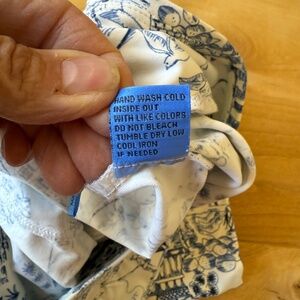 HAND WASH COLD
INSIDE OUT
WITH LIKE COLORS
DO NOT BLEACH
TUMBLE DRY LOW
COOL IRON
IF NEEDED